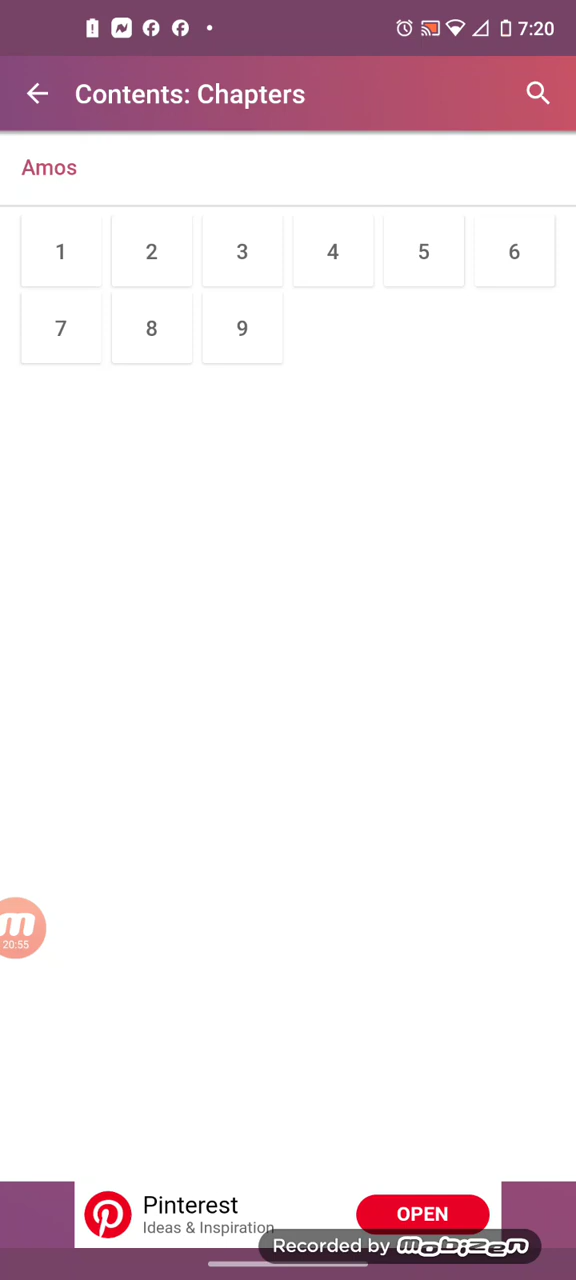 7:20
Contents: Chapters
Amos
1 2 3 4 5 6
7 8 9
m
20:55
Pinterest
Ideas & Inspiration
OPEN
Recorded by mobizen